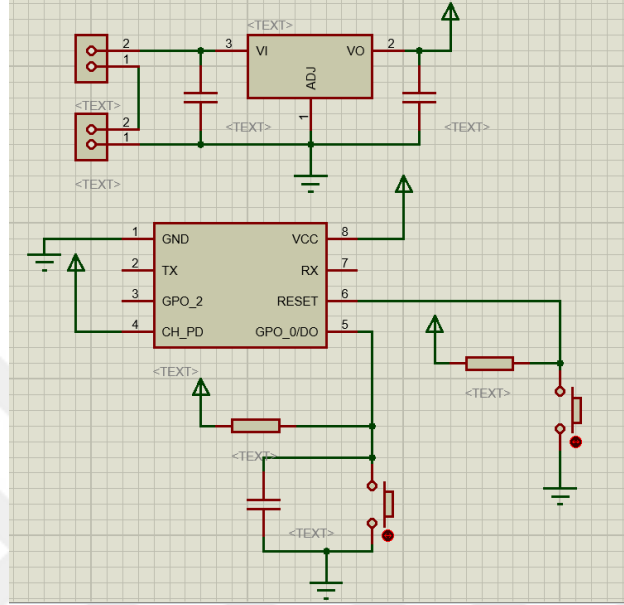 <TEXT>
2
3
VI
VO
2
1
ADJ
<TEXT>
1
<TEXT>
<TEXT>
2
1
<TEXT>
1
GND
VCC
8
2
TX
RX
7
3
GPO_2
RESET
6
4
CH_PD
GPO_0/DO
5
<TEXT>
<TEXT>
<TEXT>
<TEXT>